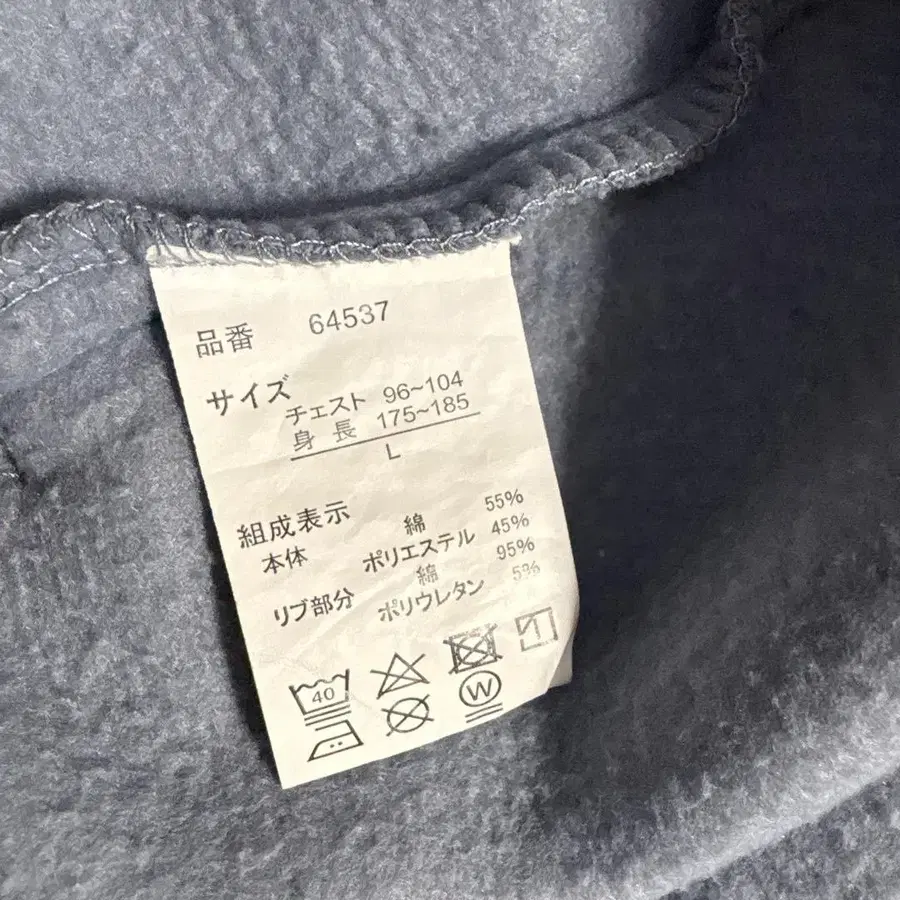 品番 64537
サイズ
チェスト 96~104
身長 175~185
L
組成表示
本体 綿 55%
ポリエステル 45%
リブ部分 綿 95%
ポリウレタン 5%
40
W